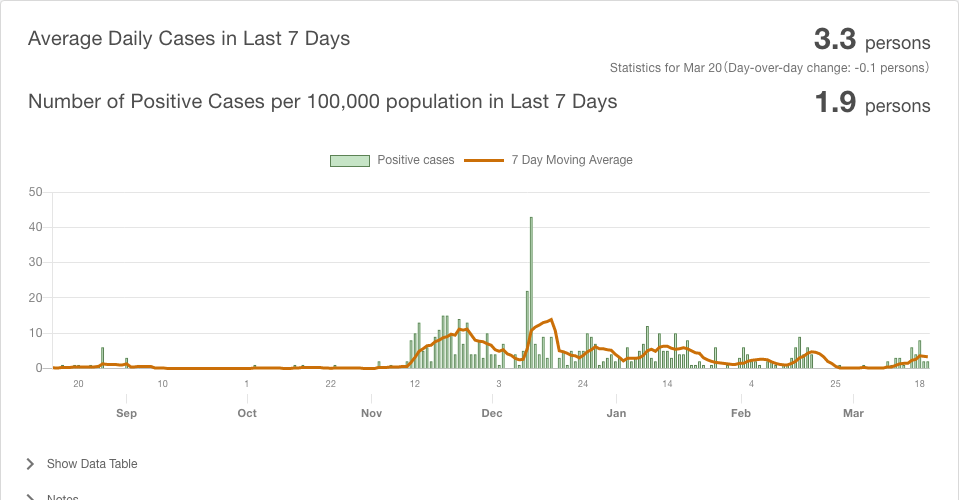 Average Daily Cases in Last 7 Days
3.3 persons
Statistics for Mar 20(Day-over-day change: -0.1 persons)
Number of Positive Cases per 100,000 population in Last 7 Days
1.9 persons
Positive cases 7 Day Moving Average
50
40
30
20
10
0
20 10 1 22 12 3 24 14 4 25 18
Sep Oct Nov Dec Jan Feb Mar
Show Data Table
Notes